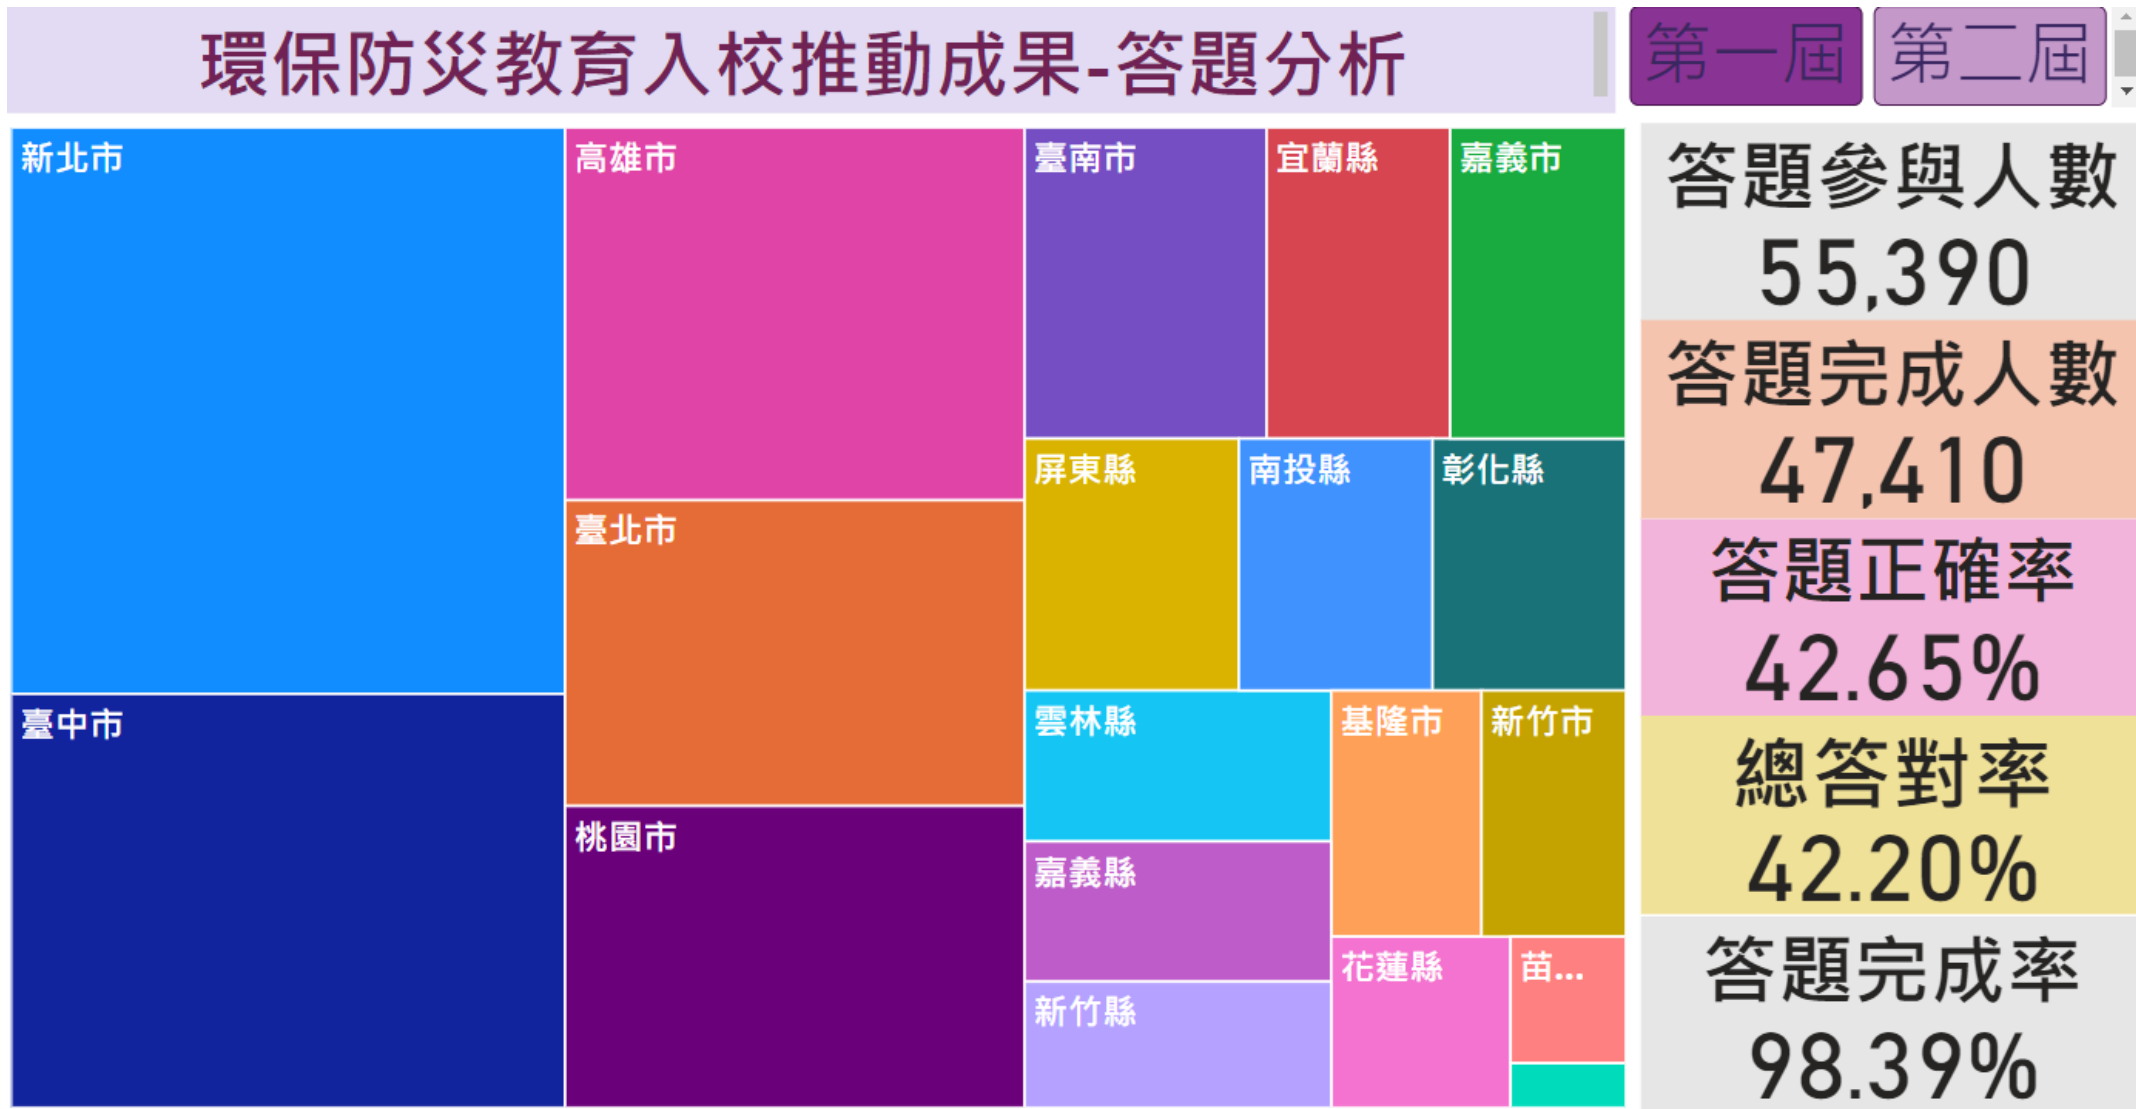 環保防災教育入校推動成果-答題分析
第一屆
第二屆
新北市
高雄市
臺南市
宜蘭縣
嘉義市
屏東縣
南投縣
彰化縣
臺北市
臺中市
雲林縣
基隆市
新竹市
桃園市
嘉義縣
花蓮縣
苗...
新竹縣
答題參與人數
55,390
答題完成人數
47,410
答題正確率
42.65%
總答對率
42.20%
答題完成率
98.39%